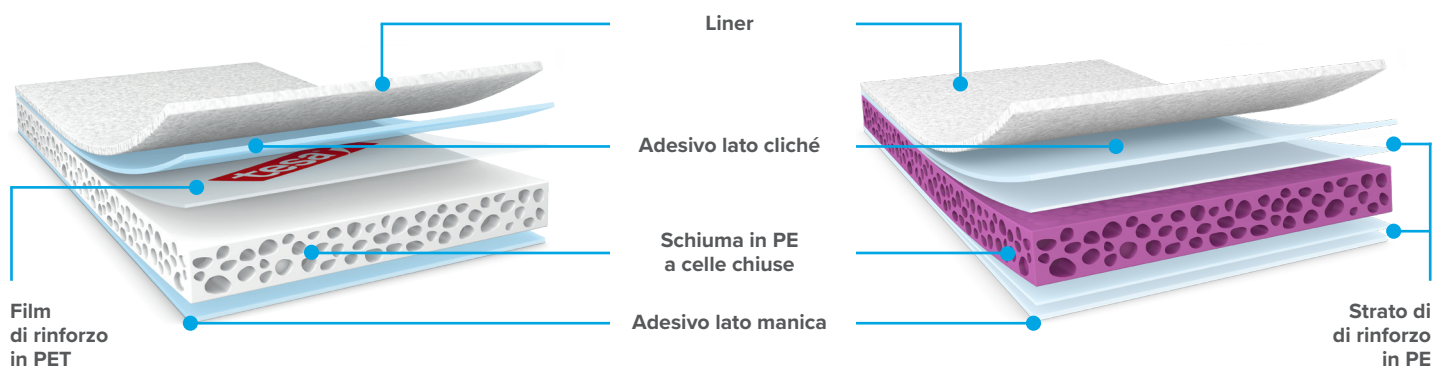 Liner
Adesivo lato cliché
tesa
Schiuma in PE
a celle chiuse
Film
di rinforzo
in PET
Adesivo lato manica
Strato di
di rinforzo
in PE